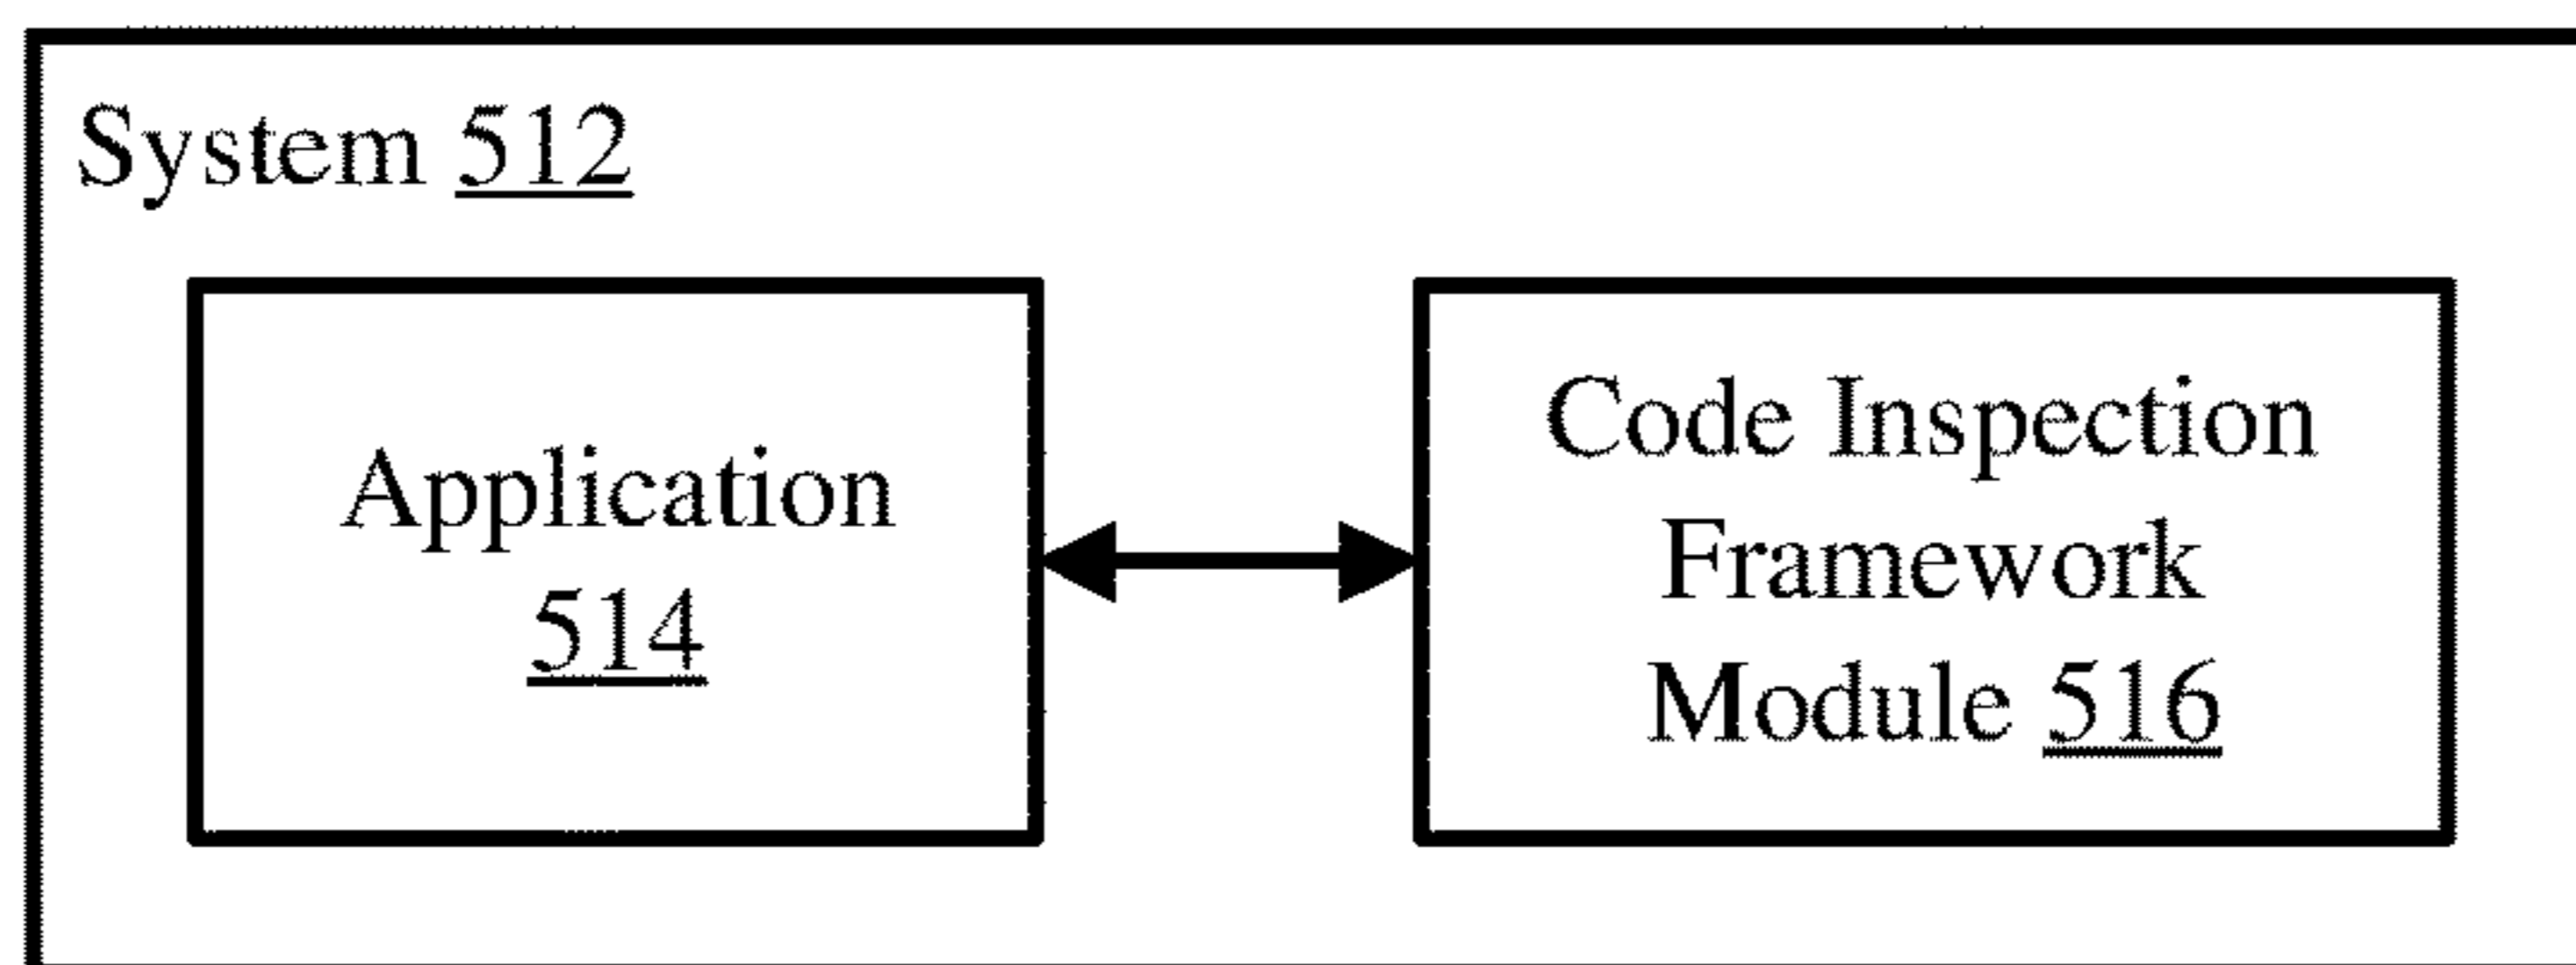 System 512
Application
514
Code Inspection
Framework
Module 516